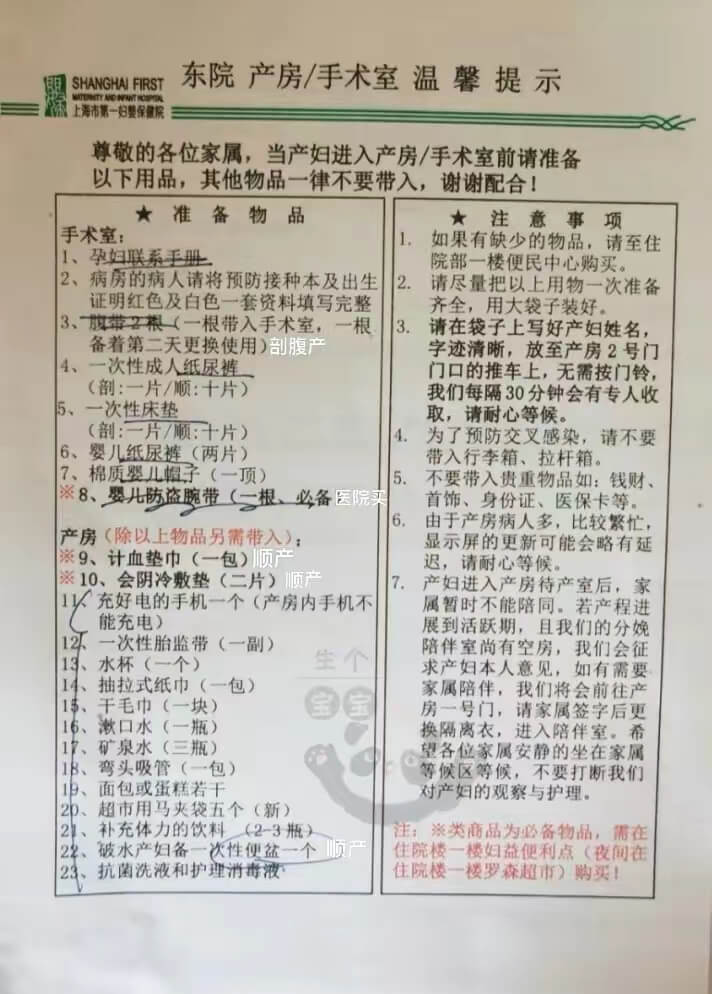 SHANGHAI FIRST
MATERNITY AND INFANT HOSPITAL
上海市第一妇婴保健院
东院 产房/手术室 温馨提示
尊敬的各位家属，当产妇进入产房/手术室前请准备
以下用品，其他物品一律不要带入，谢谢配合！
★ 准备物品
手术室：
1、孕妇联系手册
2、病房的病人请将预防接种本及出生
证明红色及白色一套资料填写完整
3、腹带2根（一根带入手术室，一根
备着第二天更换使用）剖腹产
4、一次性成人纸尿裤
（剖：一片/顺：十片）
5、一次性床垫
（剖：一片/顺：十片）
6、婴儿纸尿裤（两片）
7、棉质婴儿帽子（一顶）
※8、婴儿防盗腕带（一根、必备 医院买
产房（除以上物品另需带入）：
※9、计血垫巾（一包）顺产
※10、会阴冷敷垫（二片）顺产
11、充好电的手机一个（产房内手机不
能充电）
12、一次性胎监带（一副）
13、水杯（一个）
14、抽拉式纸巾（一包）
15、干毛巾（一块）
16、漱口水（一瓶）
17、矿泉水（三瓶）
18、弯头吸管（一包）
19、面包或蛋糕若干
20、超市用马夹袋五个（新）
21、补充体力的饮料（2-3瓶）
22、破水产妇备一次性便盆一个 顺产
23、抗菌洗液和护理消毒液
★ 注意事项
1. 如果有缺少的物品，请至住
院部一楼便民中心购买。
2. 请尽量把以上用物一次准备
齐全，用大袋子装好。
3. 请在袋子上写好产妇姓名，
字迹清晰，放至产房2号门
门口的推车上，无需按门铃，
我们每隔30分钟会有专人收
取，请耐心等候。
4. 为了预防交叉感染，请不要
带入行李箱、拉杆箱。
5. 不要带入贵重物品如：钱财、
首饰、身份证、医保卡等。
6. 由于产房病人多，比较繁忙，
显示屏的更新可能会略有延
迟，请耐心等候。
7. 产妇进入产房待产室后，家
属暂时不能陪同。若产程进
展到活跃期，且我们的分娩
陪伴室尚有空房，我们会征
求产妇本人意见，如有需要
家属陪伴，我们将会前往产
房一号门，请家属签字后更
换隔离衣，进入陪伴室。希
望各位家属安静的坐在家属
等候区等候，不要打断我们
对产妇的观察与护理。
注：※类商品为必备物品，需在
住院楼一楼妇益便利点（夜间在
住院楼一楼罗森超市）购买！
生个
宝宝